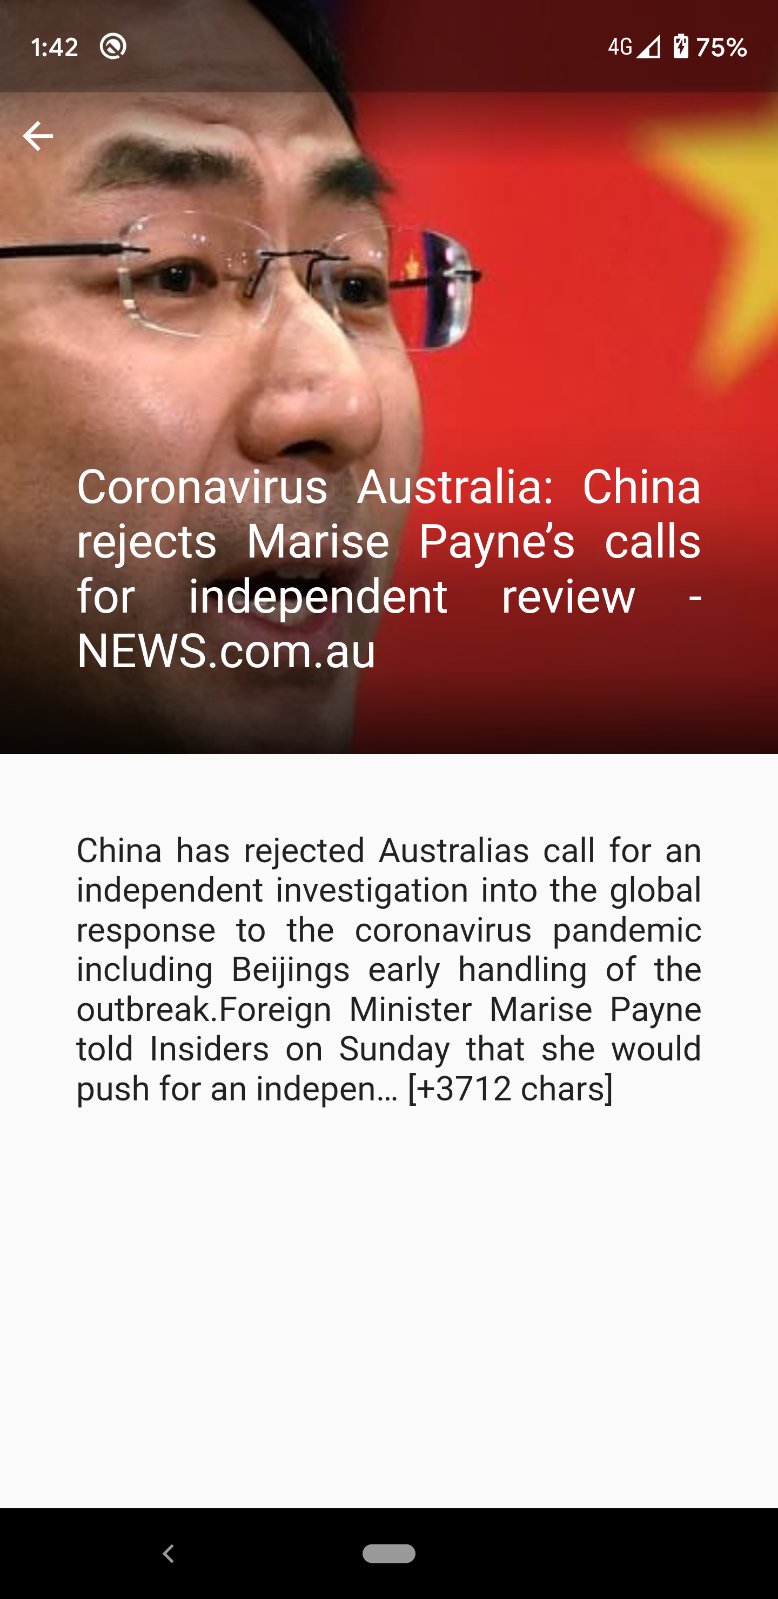 1:42 4G 75%
Coronavirus Australia: China
rejects Marise Payne’s calls
for independent review -
NEWS.com.au
China has rejected Australias call for an
independent investigation into the global
response to the coronavirus pandemic
including Beijings early handling of the
outbreak.Foreign Minister Marise Payne
told Insiders on Sunday that she would
push for an indepen… [+3712 chars]